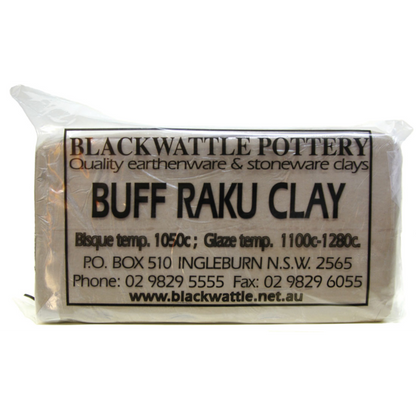 BLACKWATTLE POTTERY
Quality earthenware & stoneware clays
BUFF RAKU CLAY
Bisque temp. 1050c ; Glaze temp. 1100c-1280c.
P.O. BOX 510 INGLEBURN N.S.W. 2565
Phone: 02 9829 5555 Fax: 02 9829 6055
www.blackwattle.net.au